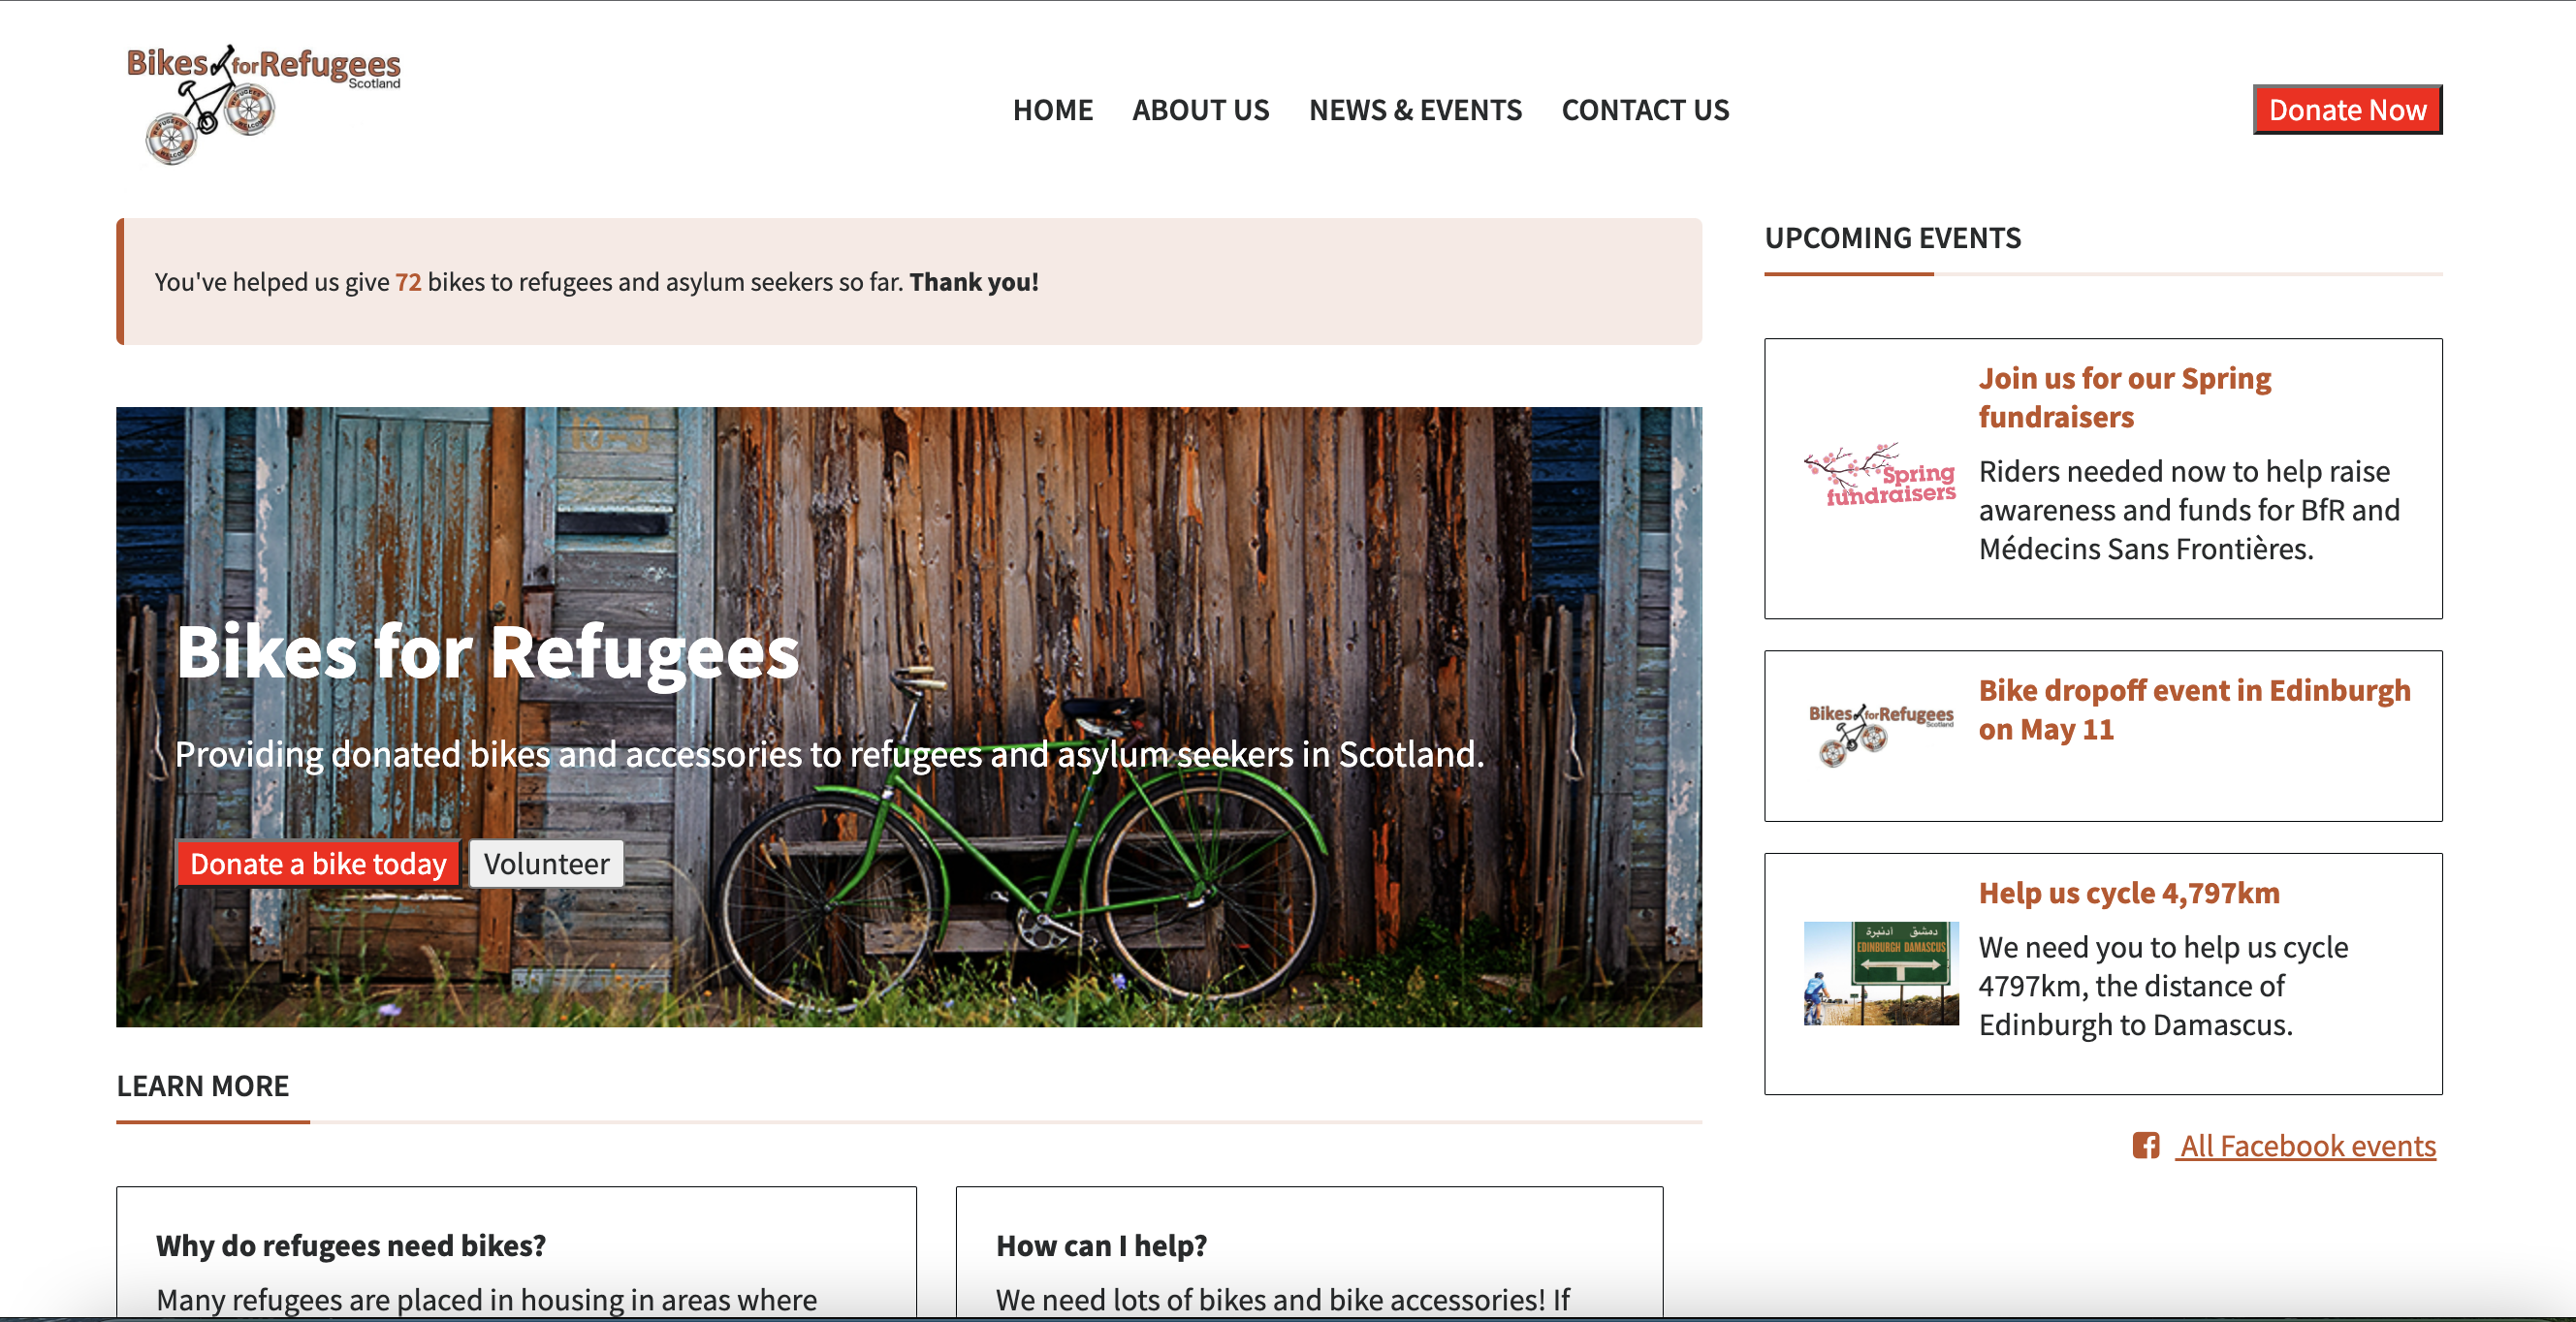 Bikes for Refugees
Scotland
REFUGEES
WELCOME
HOME
ABOUT US
NEWS & EVENTS
CONTACT US
Donate Now
You've helped us give 72 bikes to refugees and asylum seekers so far. Thank you!
Bikes for Refugees
Providing donated bikes and accessories to refugees and asylum seekers in Scotland.
Donate a bike today
Volunteer
LEARN MORE
Why do refugees need bikes?
Many refugees are placed in housing in areas where
How can I help?
We need lots of bikes and bike accessories! If
UPCOMING EVENTS
Spring
fundraisers
Join us for our Spring
fundraisers
Riders needed now to help raise
awareness and funds for BfR and
Médecins Sans Frontières.
Bikes for Refugees
Scotland
Bike dropoff event in Edinburgh
on May 11
دمشق أدنبرة
EDINBURGH DAMASCUS
Help us cycle 4,797km
We need you to help us cycle
4797km, the distance of
Edinburgh to Damascus.
All Facebook events